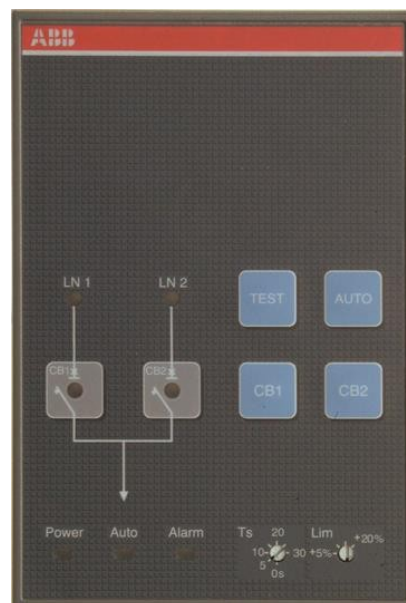 ABB
LN 1 LN 2
TEST AUTO
CB1 CB2
CB1 CB2
Power Auto Alarm
Ts 20 10 30 5 0s
Lim +20% +5%